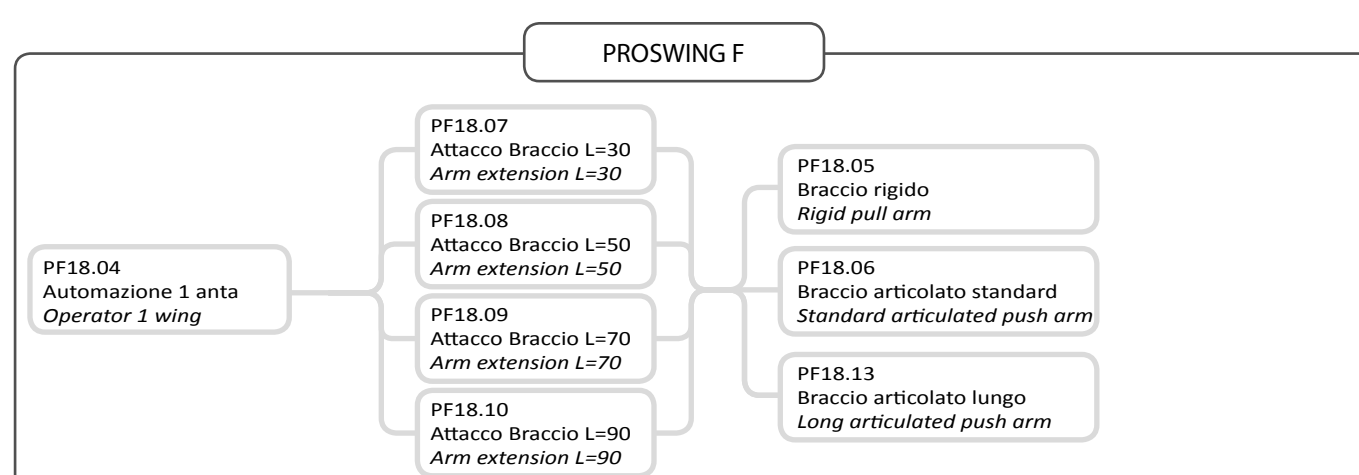 PROSWING F
PF18.04
Automazione 1 anta
Operator 1 wing
PF18.07
Attacco Braccio L=30
Arm extension L=30
PF18.08
Attacco Braccio L=50
Arm extension L=50
PF18.09
Attacco Braccio L=70
Arm extension L=70
PF18.10
Attacco Braccio L=90
Arm extension L=90
PF18.05
Braccio rigido
Rigid pull arm
PF18.06
Braccio articolato standard
Standard articulated push arm
PF18.13
Braccio articolato lungo
Long articulated push arm